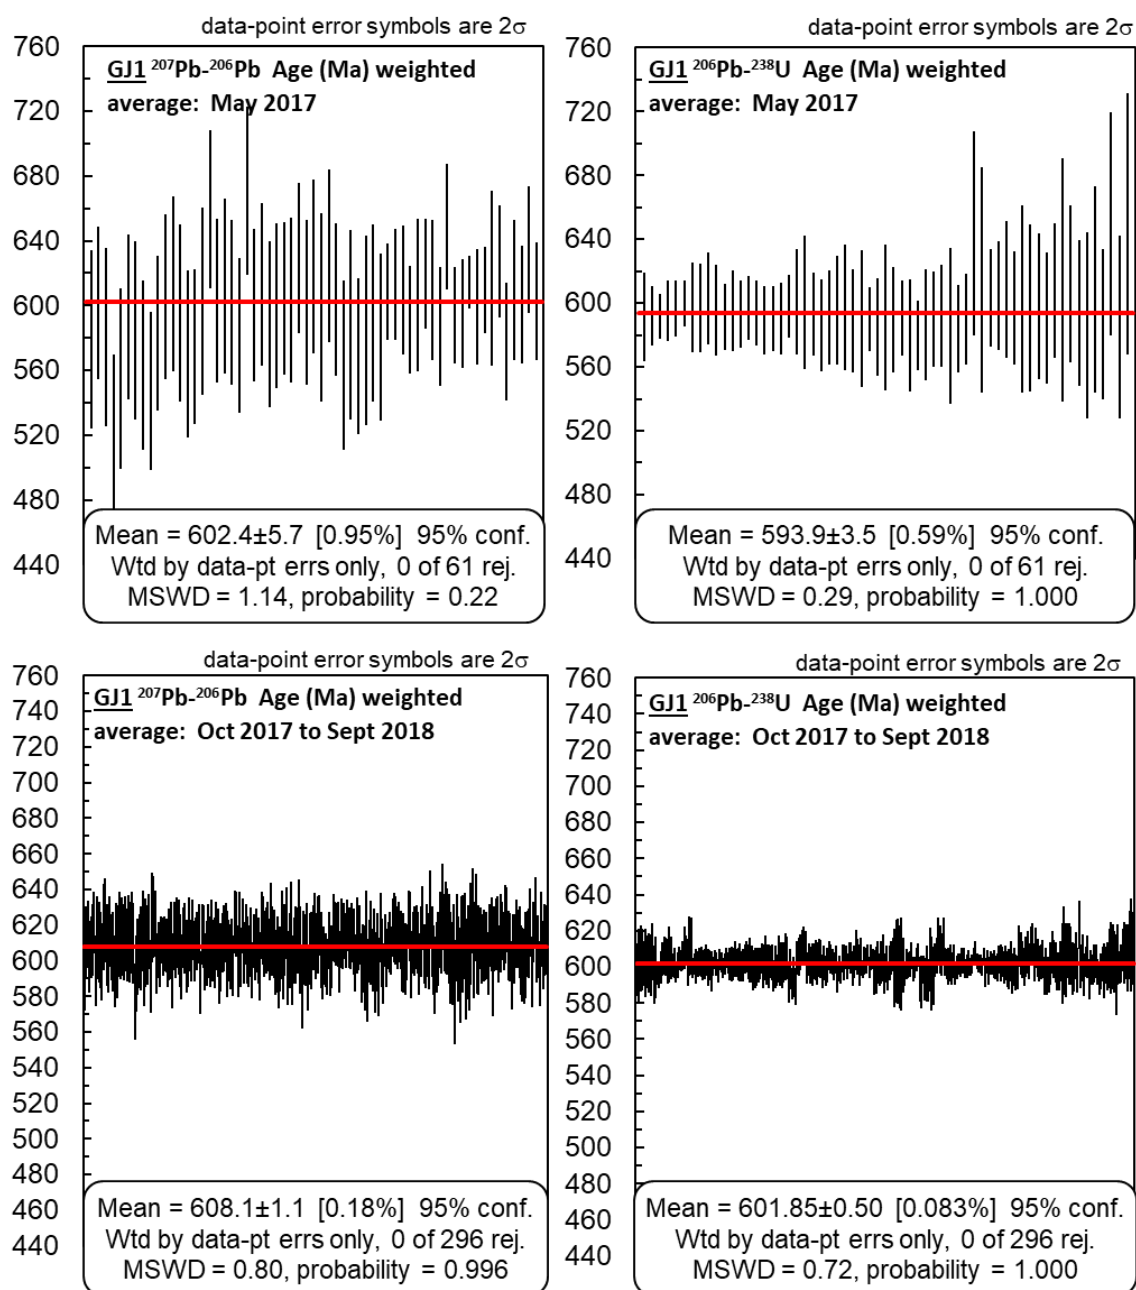 data-point error symbols are 2σ
760
GJ1 ²⁰⁷Pb-²⁰⁶Pb Age (Ma) weighted
average: May 2017
720
680
640
600
560
520
480
440
Mean = 602.4±5.7 [0.95%] 95% conf.
Wtd by data-pt errs only, 0 of 61 rej.
MSWD = 1.14, probability = 0.22
data-point error symbols are 2σ
760
GJ1 ²⁰⁶Pb-²³⁸U Age (Ma) weighted
average: May 2017
720
680
640
600
560
520
480
440
Mean = 593.9±3.5 [0.59%] 95% conf.
Wtd by data-pt errs only, 0 of 61 rej.
MSWD = 0.29, probability = 1.000
data-point error symbols are 2σ
760
GJ1 ²⁰⁷Pb-²⁰⁶Pb Age (Ma) weighted
740
average: Oct 2017 to Sept 2018
720
700
680
660
640
620
600
580
560
540
520
500
480
460
440
Mean = 608.1±1.1 [0.18%] 95% conf.
Wtd by data-pt errs only, 0 of 296 rej.
MSWD = 0.80, probability = 0.996
data-point error symbols are 2σ
760
GJ1 ²⁰⁶Pb-²³⁸U Age (Ma) weighted
740
average: Oct 2017 to Sept 2018
720
700
680
660
640
620
600
580
560
540
520
500
480
460
440
Mean = 601.85±0.50 [0.083%] 95% conf.
Wtd by data-pt errs only, 0 of 296 rej.
MSWD = 0.72, probability = 1.000